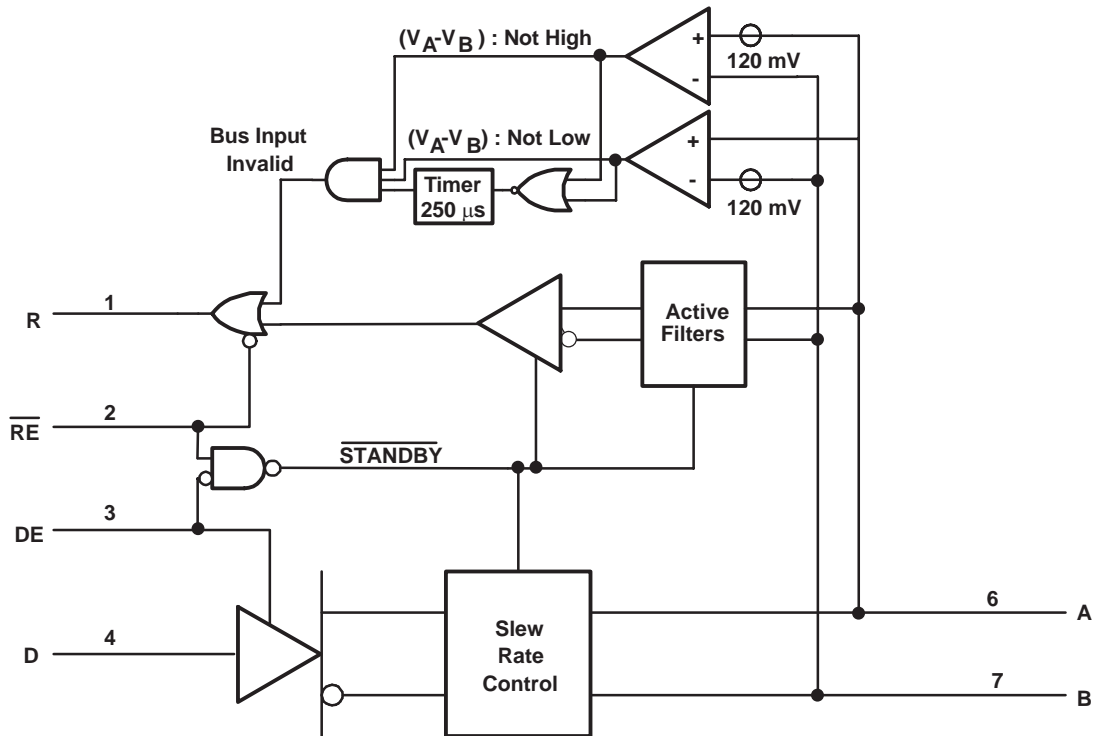 (VA-VB) : Not High
+
120 mV
-
Bus Input
Invalid
(VA-VB) : Not Low
+
-
120 mV
Timer
250 μs
1
R
Active
Filters
2
RE
STANDBY
3
DE
4
D
Slew
Rate
Control
6
A
7
B